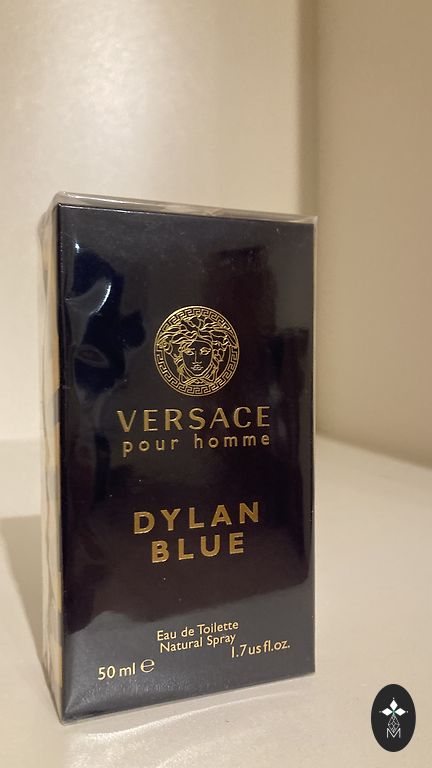 VERSACE
pour homme
DYLAN
BLUE
Eau de Toilette
Natural Spray
50 ml ℮
1.7 us fl.oz.
M